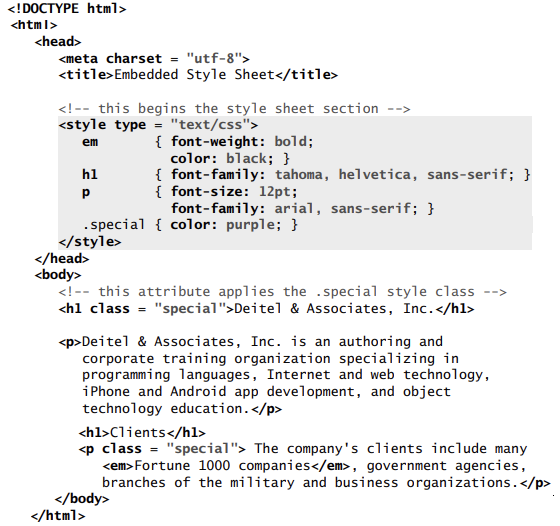 <!DOCTYPE html>
<html>
<head>
<meta charset = "utf-8">
<title>Embedded Style Sheet</title>
<!-- this begins the style sheet section -->
<style type = "text/css">
em { font-weight: bold;
color: black; }
h1 { font-family: tahoma, helvetica, sans-serif; }
p { font-size: 12pt;
font-family: arial, sans-serif; }
.special { color: purple; }
</style>
</head>
<body>
<!-- this attribute applies the .special style class -->
<h1 class = "special">Deitel & Associates, Inc.</h1>
<p>Deitel & Associates, Inc. is an authoring and
corporate training organization specializing in
programming languages, Internet and web technology,
iPhone and Android app development, and object
technology education.</p>
<h1>Clients</h1>
<p class = "special"> The company's clients include many
<em>Fortune 1000 companies</em>, government agencies,
branches of the military and business organizations.</p>
</body>
</html>